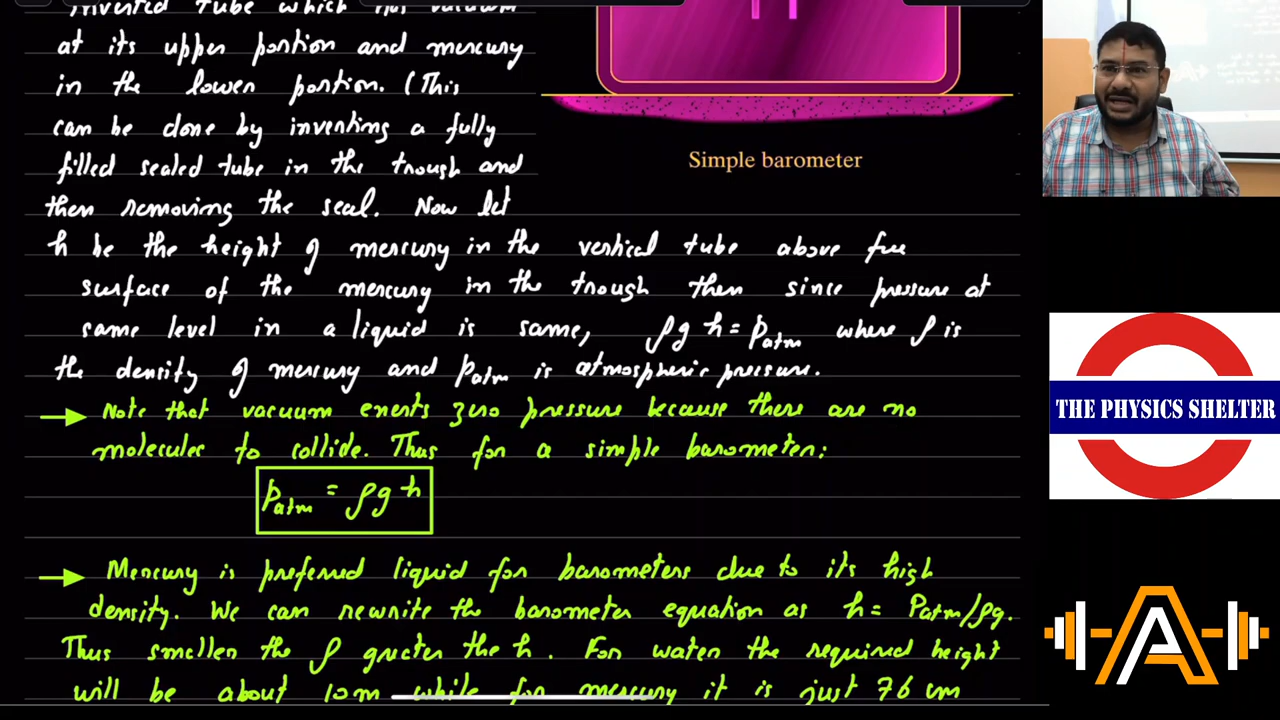 inverted tube which has vacuum
at its upper portion and mercury
in the lower portion. (This
can be done by inventing a fully
filled sealed tube in the trough and
then removing the seal. Now let
h be the height of mercury in the vertical tube above free
surface of the mercury in the trough then since pressure at
same level in a liquid is same, ρgh = Patm where ρ is
the density of mercury and Patm is atmospheric pressure.
→ Note that vacuum exerts zero pressure because there are no
molecules to collide. Thus for a simple barometer:
Patm = ρgh
→ Mercury is preferred liquid for barometers due to its high
density. We can rewrite the barometer equation as h = Patm/ρg.
Thus smaller the ρ greater the h. For water the required height
will be about 10m while for mercury it is just 76 cm
Simple barometer
THE PHYSICS SHELTER
A